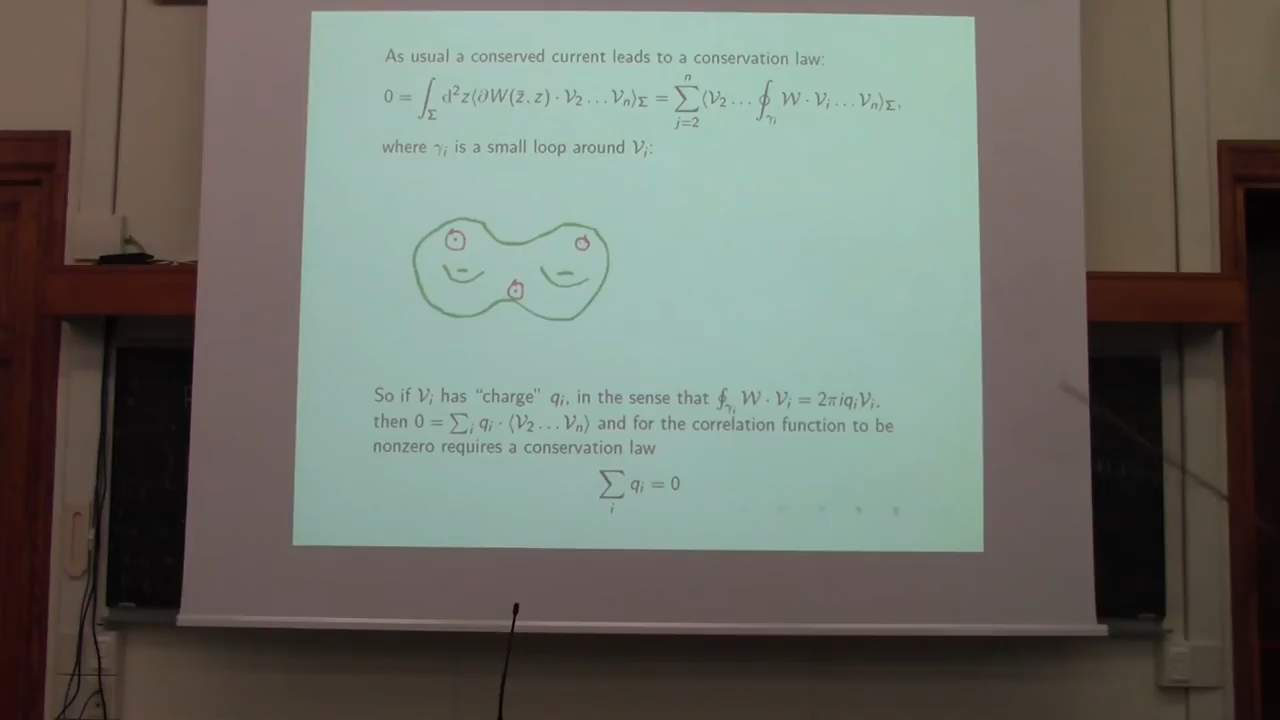 As usual a conserved current leads to a conservation law:
0 = ∫_Σ d²z⟨∂W(z̄, z) · 𝒱₂ … 𝒱ₙ⟩_Σ = ∑_{j=2}^{n} ⟨𝒱₂ … ∮_{γᵢ} 𝒲 · 𝒱ᵢ … 𝒱ₙ⟩_Σ,
where γᵢ is a small loop around 𝒱ᵢ:
So if 𝒱ᵢ has “charge” qᵢ, in the sense that ∮_{γᵢ} 𝒲 · 𝒱ᵢ = 2πiqᵢ𝒱ᵢ,
then 0 = ∑ᵢ qᵢ · ⟨𝒱₂ … 𝒱ₙ⟩ and for the correlation function to be
nonzero requires a conservation law
∑ᵢ qᵢ = 0